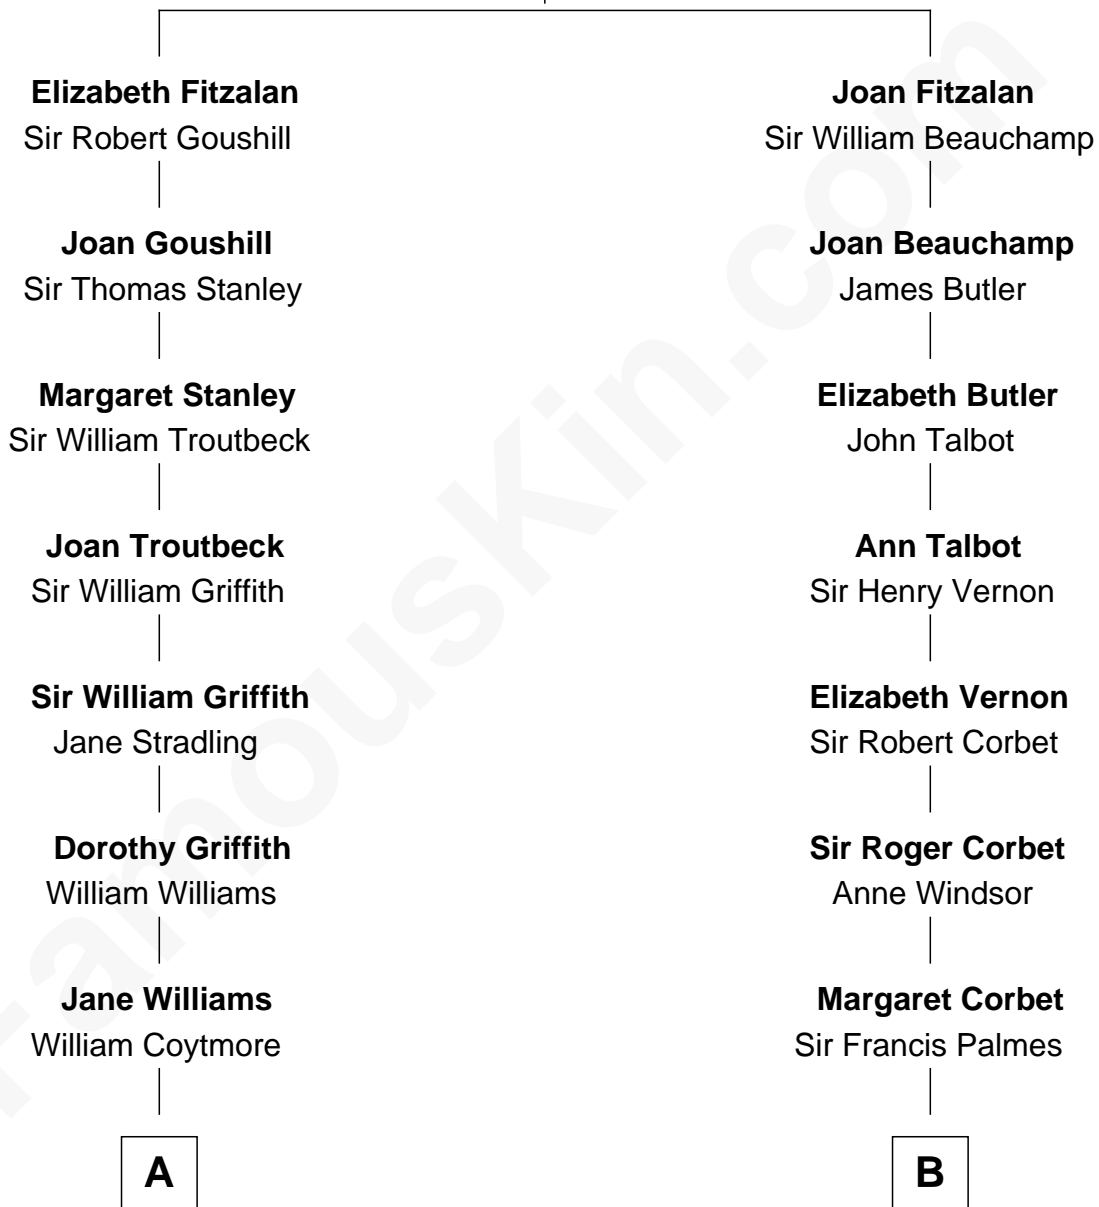 Elizabeth Fitzalan
Sir Robert Goushill
Joan Goushill
Sir Thomas Stanley
Margaret Stanley
Sir William Troutbeck
Joan Troutbeck
Sir William Griffith
Sir William Griffith
Jane Stradling
Dorothy Griffith
William Williams
Jane Williams
William Coytmore
A
Joan Fitzalan
Sir William Beauchamp
Joan Beauchamp
James Butler
Elizabeth Butler
John Talbot
Ann Talbot
Sir Henry Vernon
Elizabeth Vernon
Sir Robert Corbet
Sir Roger Corbet
Anne Windsor
Margaret Corbet
Sir Francis Palmes
B
FamousKin.com